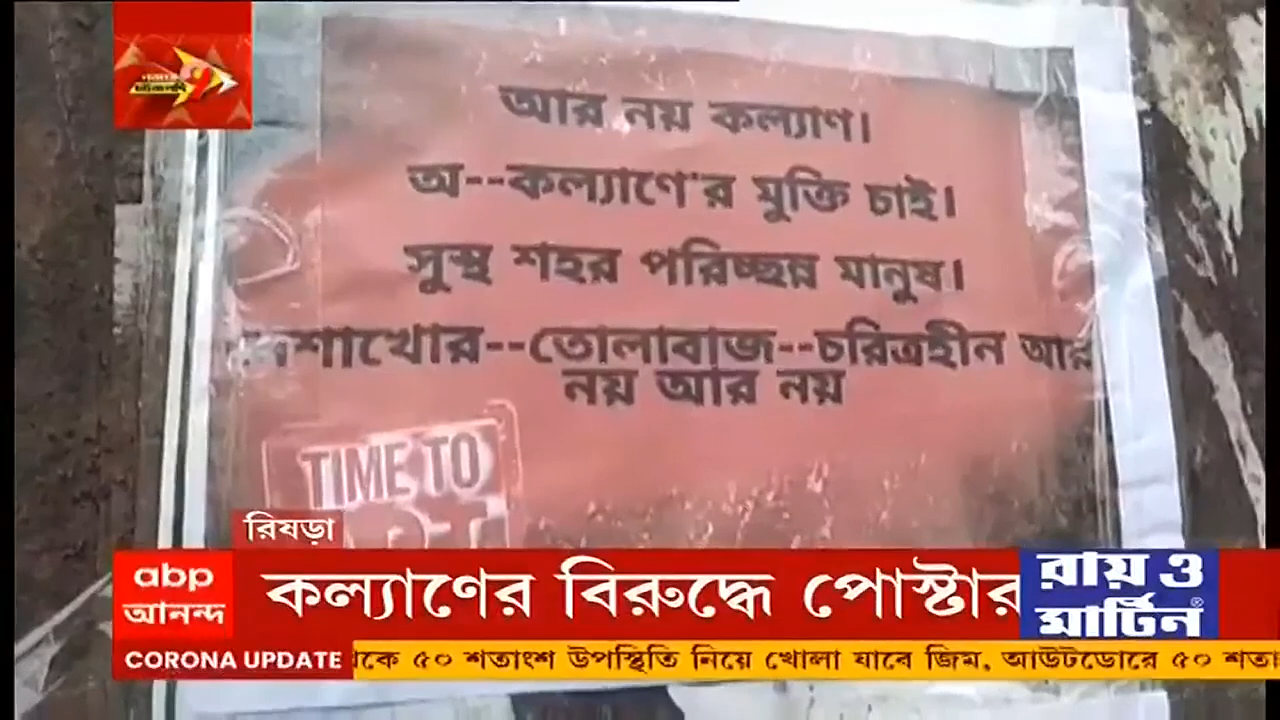 আর নয় কল্যাণ।
অ--কল্যাণে'র মুক্তি চাই।
সুস্থ শহর পরিচ্ছন্ন মানুষ।
নেশাখোর--তোলাবাজ--চরিত্রহীন আর
নয় আর নয়
TIME TO
রিষড়া
abp
আনন্দ
কল্যাণের বিরুদ্ধে পোস্টার
রায় ও
মার্টিন®
CORONA UPDATE
কে ৫০ শতাংশ উপস্থিতি নিয়ে খোলা যাবে জিম, আউটডোরে ৫০ শতা